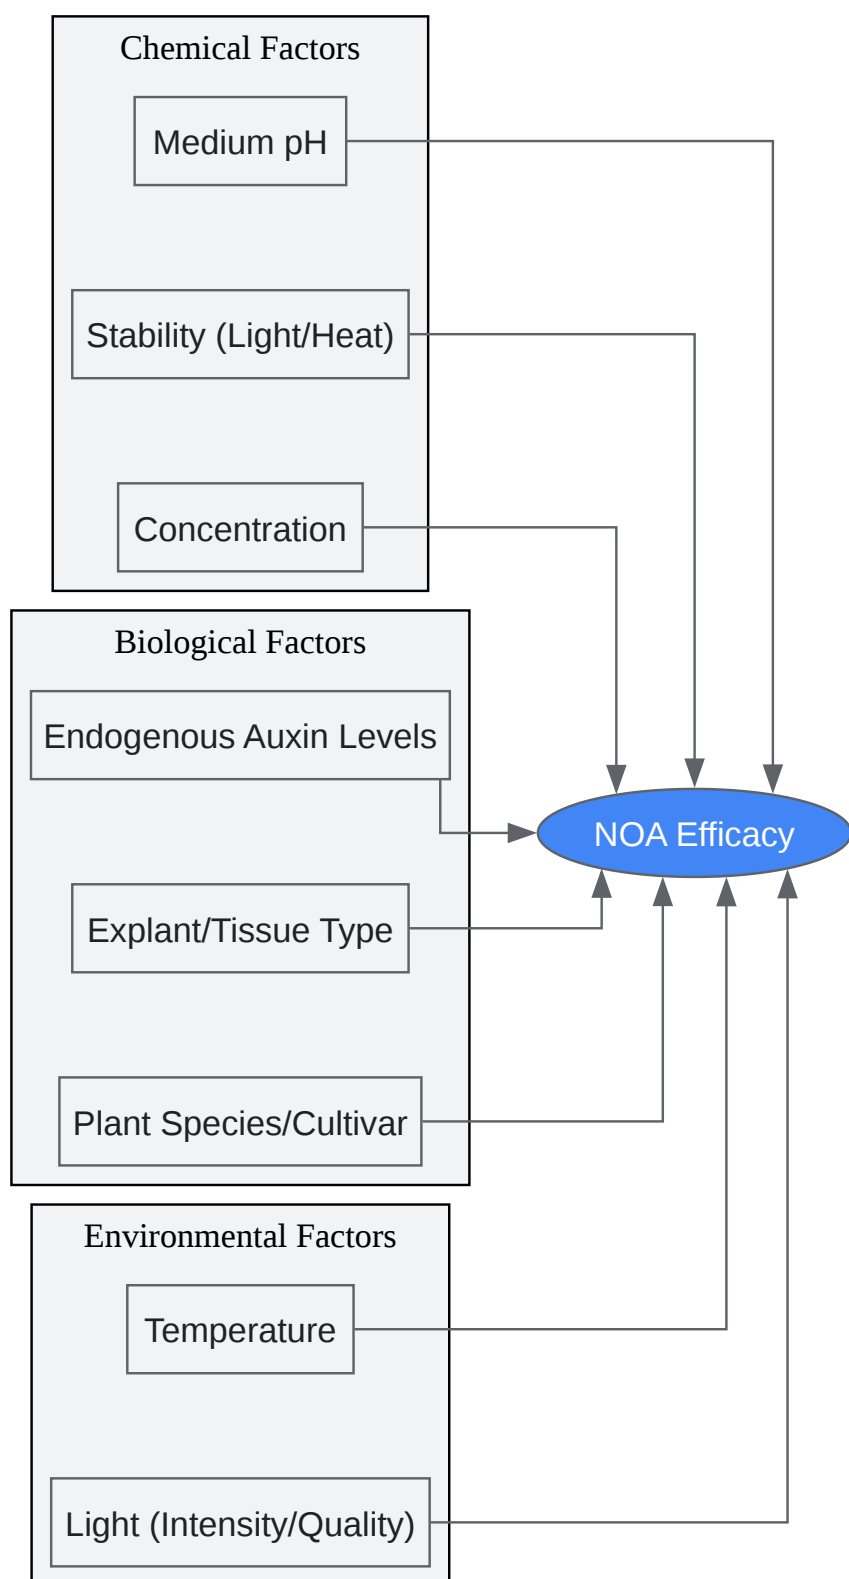 Chemical Factors
Medium pH
Stability (Light/Heat)
Concentration
Biological Factors
Endogenous Auxin Levels
NOA Efficacy
Explant/Tissue Type
Plant Species/Cultivar
Environmental Factors
Temperature
Light (Intensity/Quality)